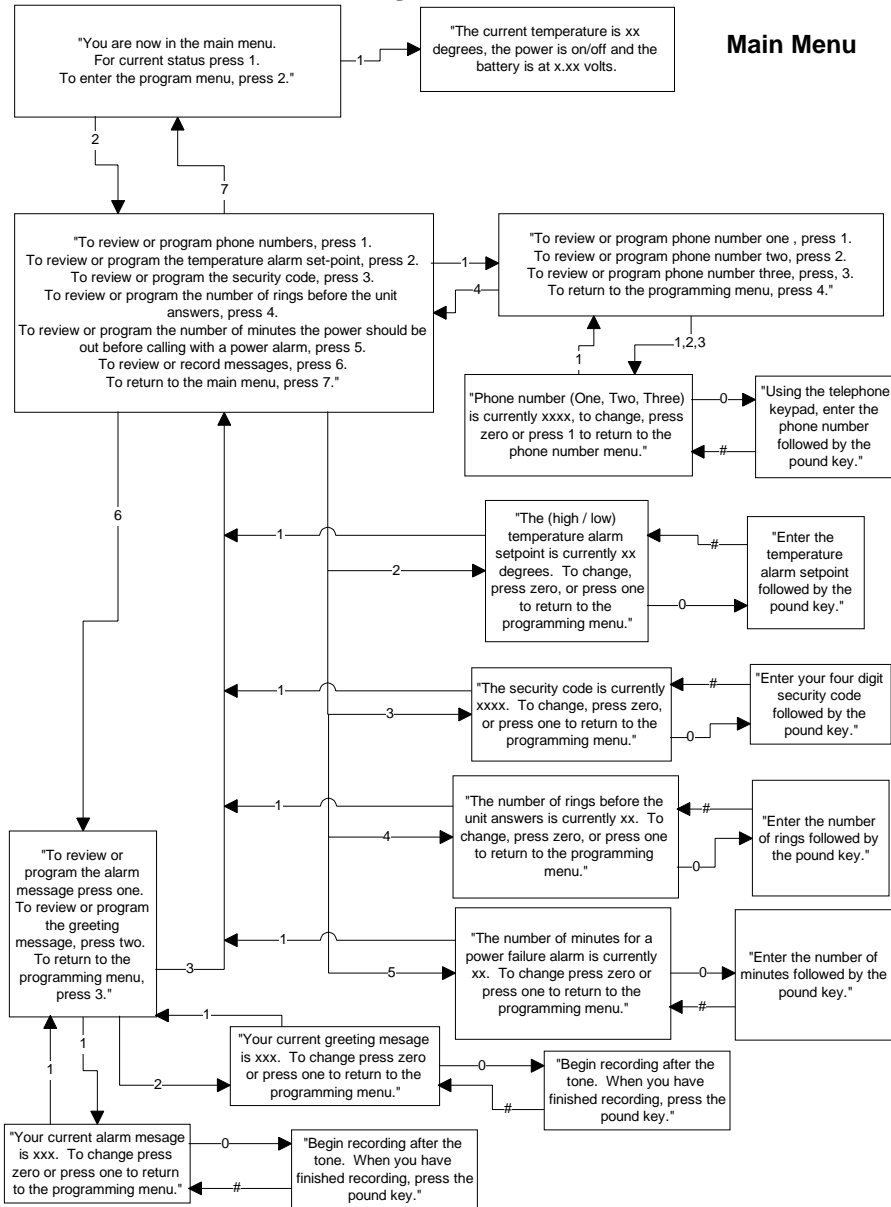 Main Menu
"You are now in the main menu.
For current status press 1.
To enter the program menu, press 2."
1
"The current temperature is xx
degrees, the power is on/off and the
battery is at x.xx volts.
2
7
"To review or program phone numbers, press 1.
To review or program the temperature alarm set-point, press 2.
To review or program the security code, press 3.
To review or program the number of rings before the unit
answers, press 4.
To review or program the number of minutes the power should be
out before calling with a power alarm, press 5.
To review or record messages, press 6.
To return to the main menu, press 7."
1
4
"To review or program phone number one , press 1.
To review or program phone number two, press 2.
To review or program phone number three, press, 3.
To return to the programming menu, press 4."
1
1,2,3
"Phone number (One, Two, Three)
is currently xxxx, to change, press
zero or press 1 to return to the
phone number menu."
0
#
"Using the telephone
keypad, enter the
phone number
followed by the
pound key."
6
1
2
"The (high / low)
temperature alarm
setpoint is currently xx
degrees. To change,
press zero, or press one
to return to the
programming menu."
#
0
"Enter the
temperature
alarm setpoint
followed by the
pound key."
1
3
"The security code is currently
xxxx. To change, press zero,
or press one to return to the
programming menu."
#
0
"Enter your four digit
security code
followed by the
pound key."
1
4
"The number of rings before the
unit answers is currently xx. To
change, press zero, or press one
to return to the programming
menu."
#
0
"Enter the number
of rings followed by
the pound key."
1
5
"The number of minutes for a
power failure alarm is currently
xx. To change press zero or
press one to return to the
programming menu."
0
#
"Enter the number of
minutes followed by the
pound key."
"To review or
program the alarm
message press one.
To review or program
the greeting
message, press two.
To return to the
programming menu,
press 3."
3
1
1
1
2
"Your current greeting mesage
is xxx. To change press zero
or press one to return to the
programming menu."
0
#
"Begin recording after the
tone. When you have
finished recording, press the
pound key."
"Your current alarm mesage
is xxx. To change press
zero or press one to return
to the programming menu."
0
#
"Begin recording after the
tone. When you have
finished recording, press the
pound key."